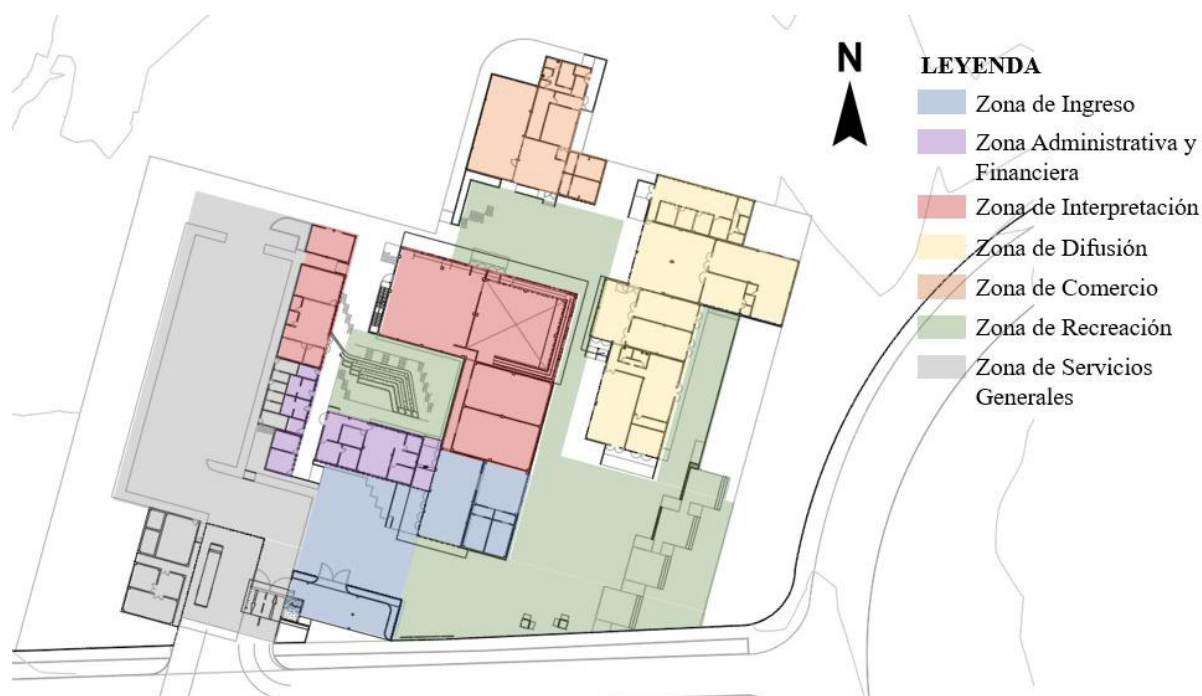 N
LEYENDA
Zona de Ingreso
Zona Administrativa y
Financiera
Zona de Interpretación
Zona de Difusión
Zona de Comercio
Zona de Recreación
Zona de Servicios
Generales